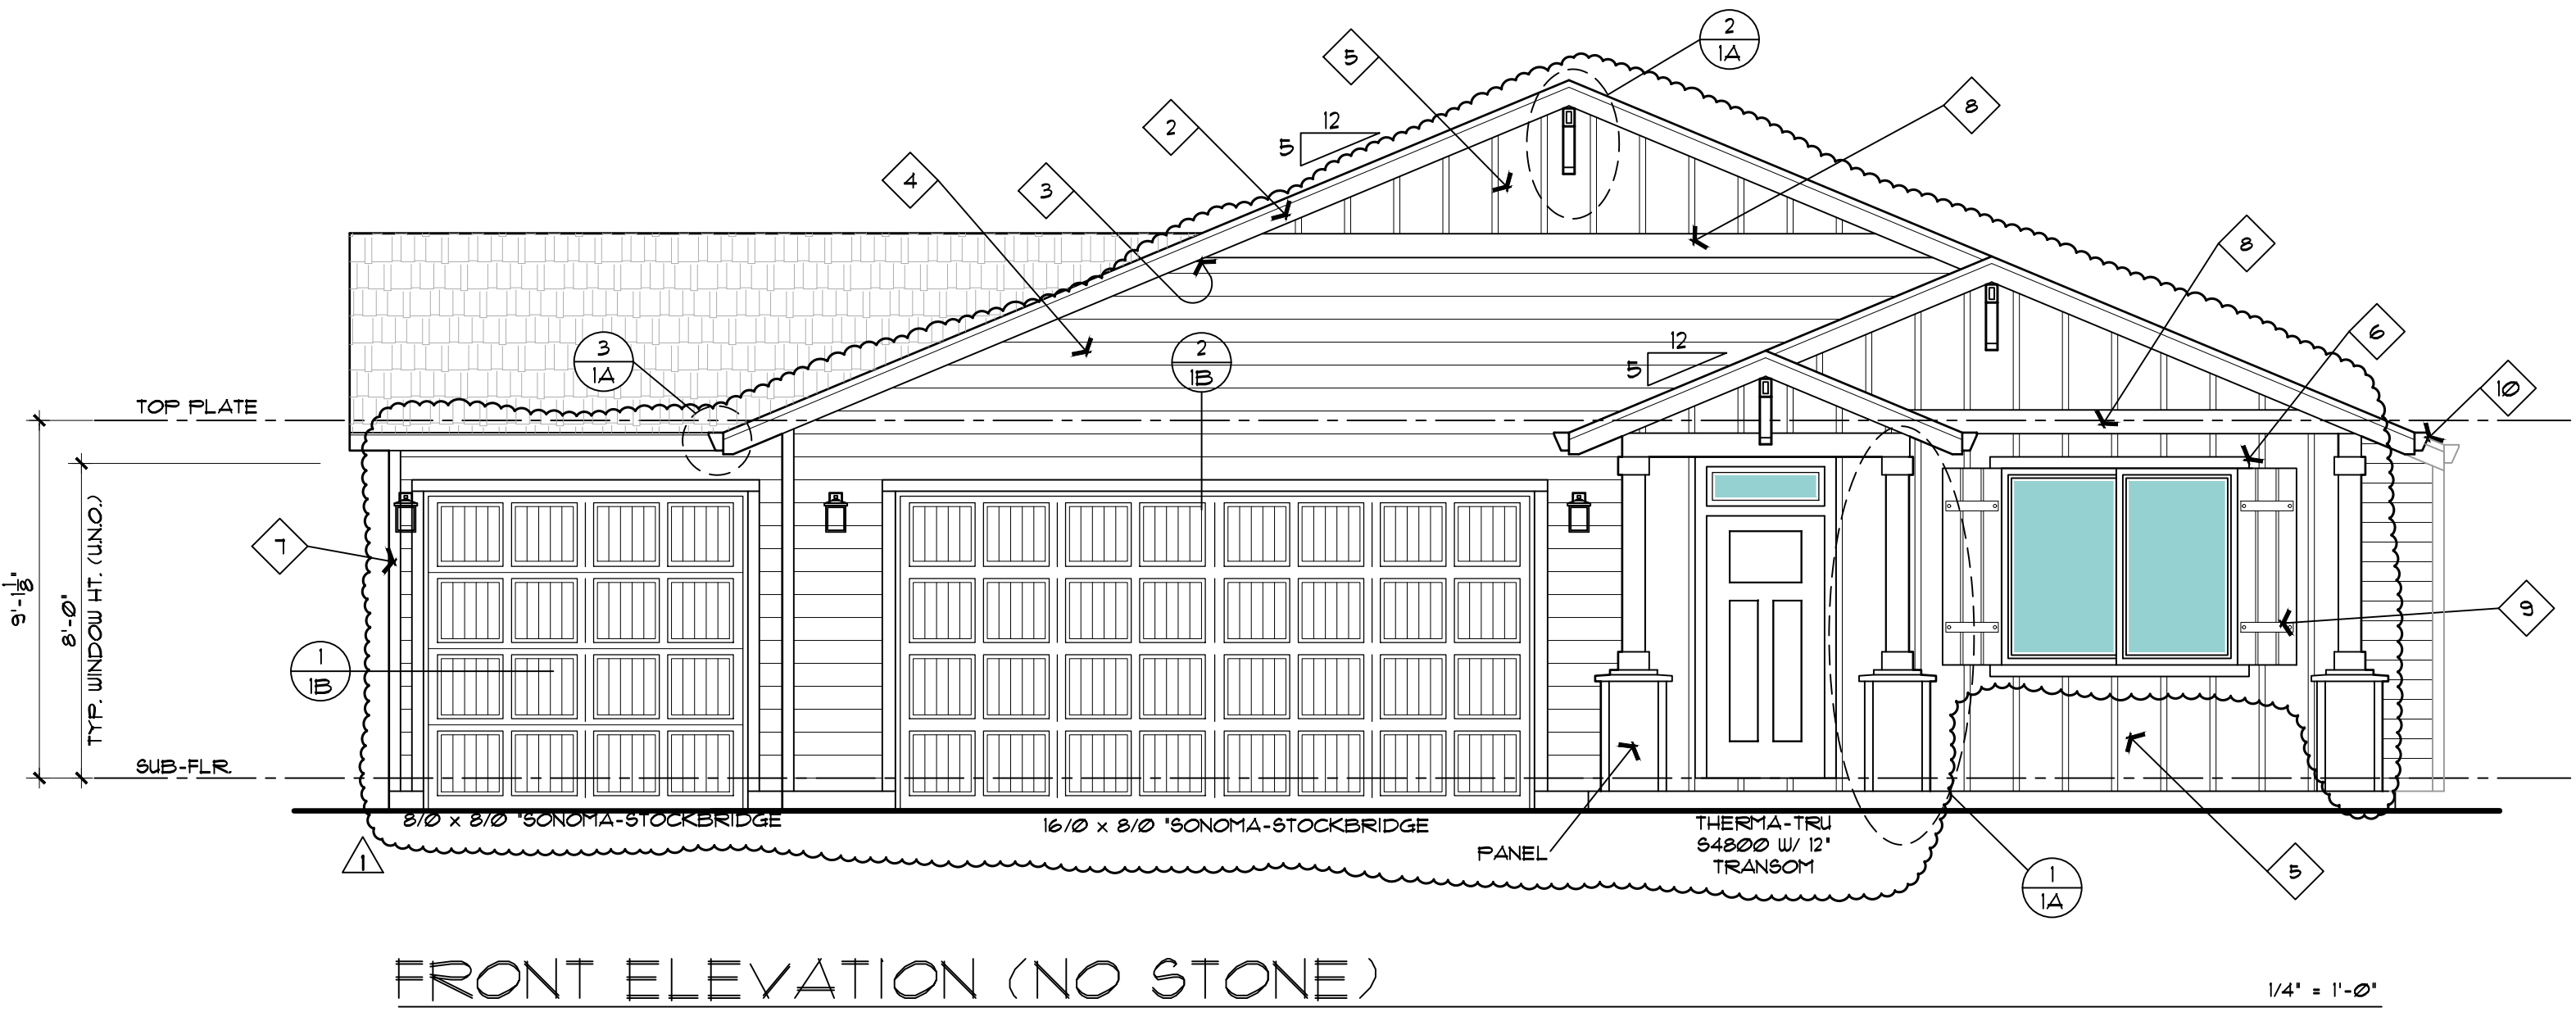 2
1A
5
8
2
12
5
4
3
8
6
12
5
3
1A
2
1B
10
TOP PLATE
9'-1 1/8"
8'-0"
TYP. WINDOW HT. (U.N.O.)
7
9
1
1B
SUB-FLR.
8/0 x 8/0 "SONOMA-STOCKBRIDGE
16/0 x 8/0 "SONOMA-STOCKBRIDGE
THERMA-TRU
S4800 W/ 12"
TRANSOM
PANEL
1
1
1A
5
FRONT ELEVATION (NO STONE)
1/4" = 1'-0"